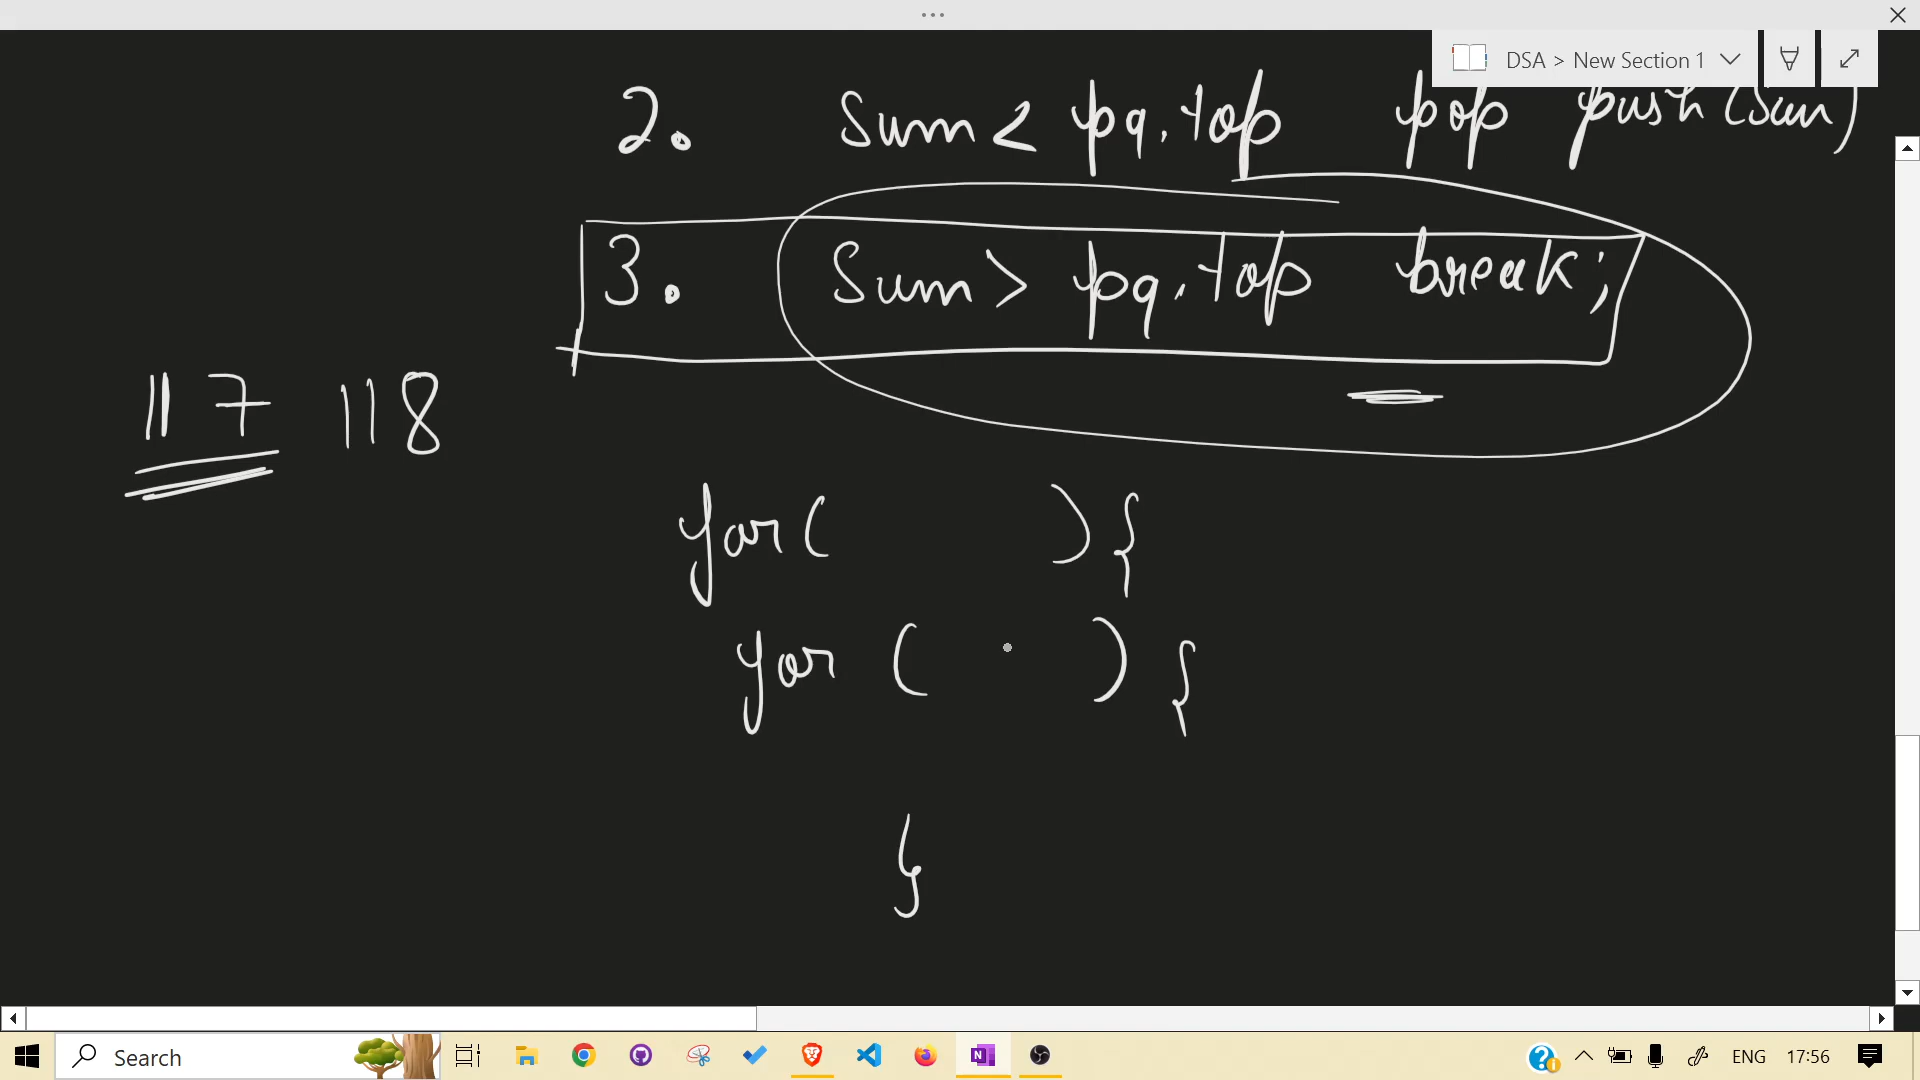 DSA > New Section 1
2. Sum < pq.top pop push (Sum)
3. Sum > pq.top break;
117 118
for( ){
for ( ) {
}
Search
ENG 17:56